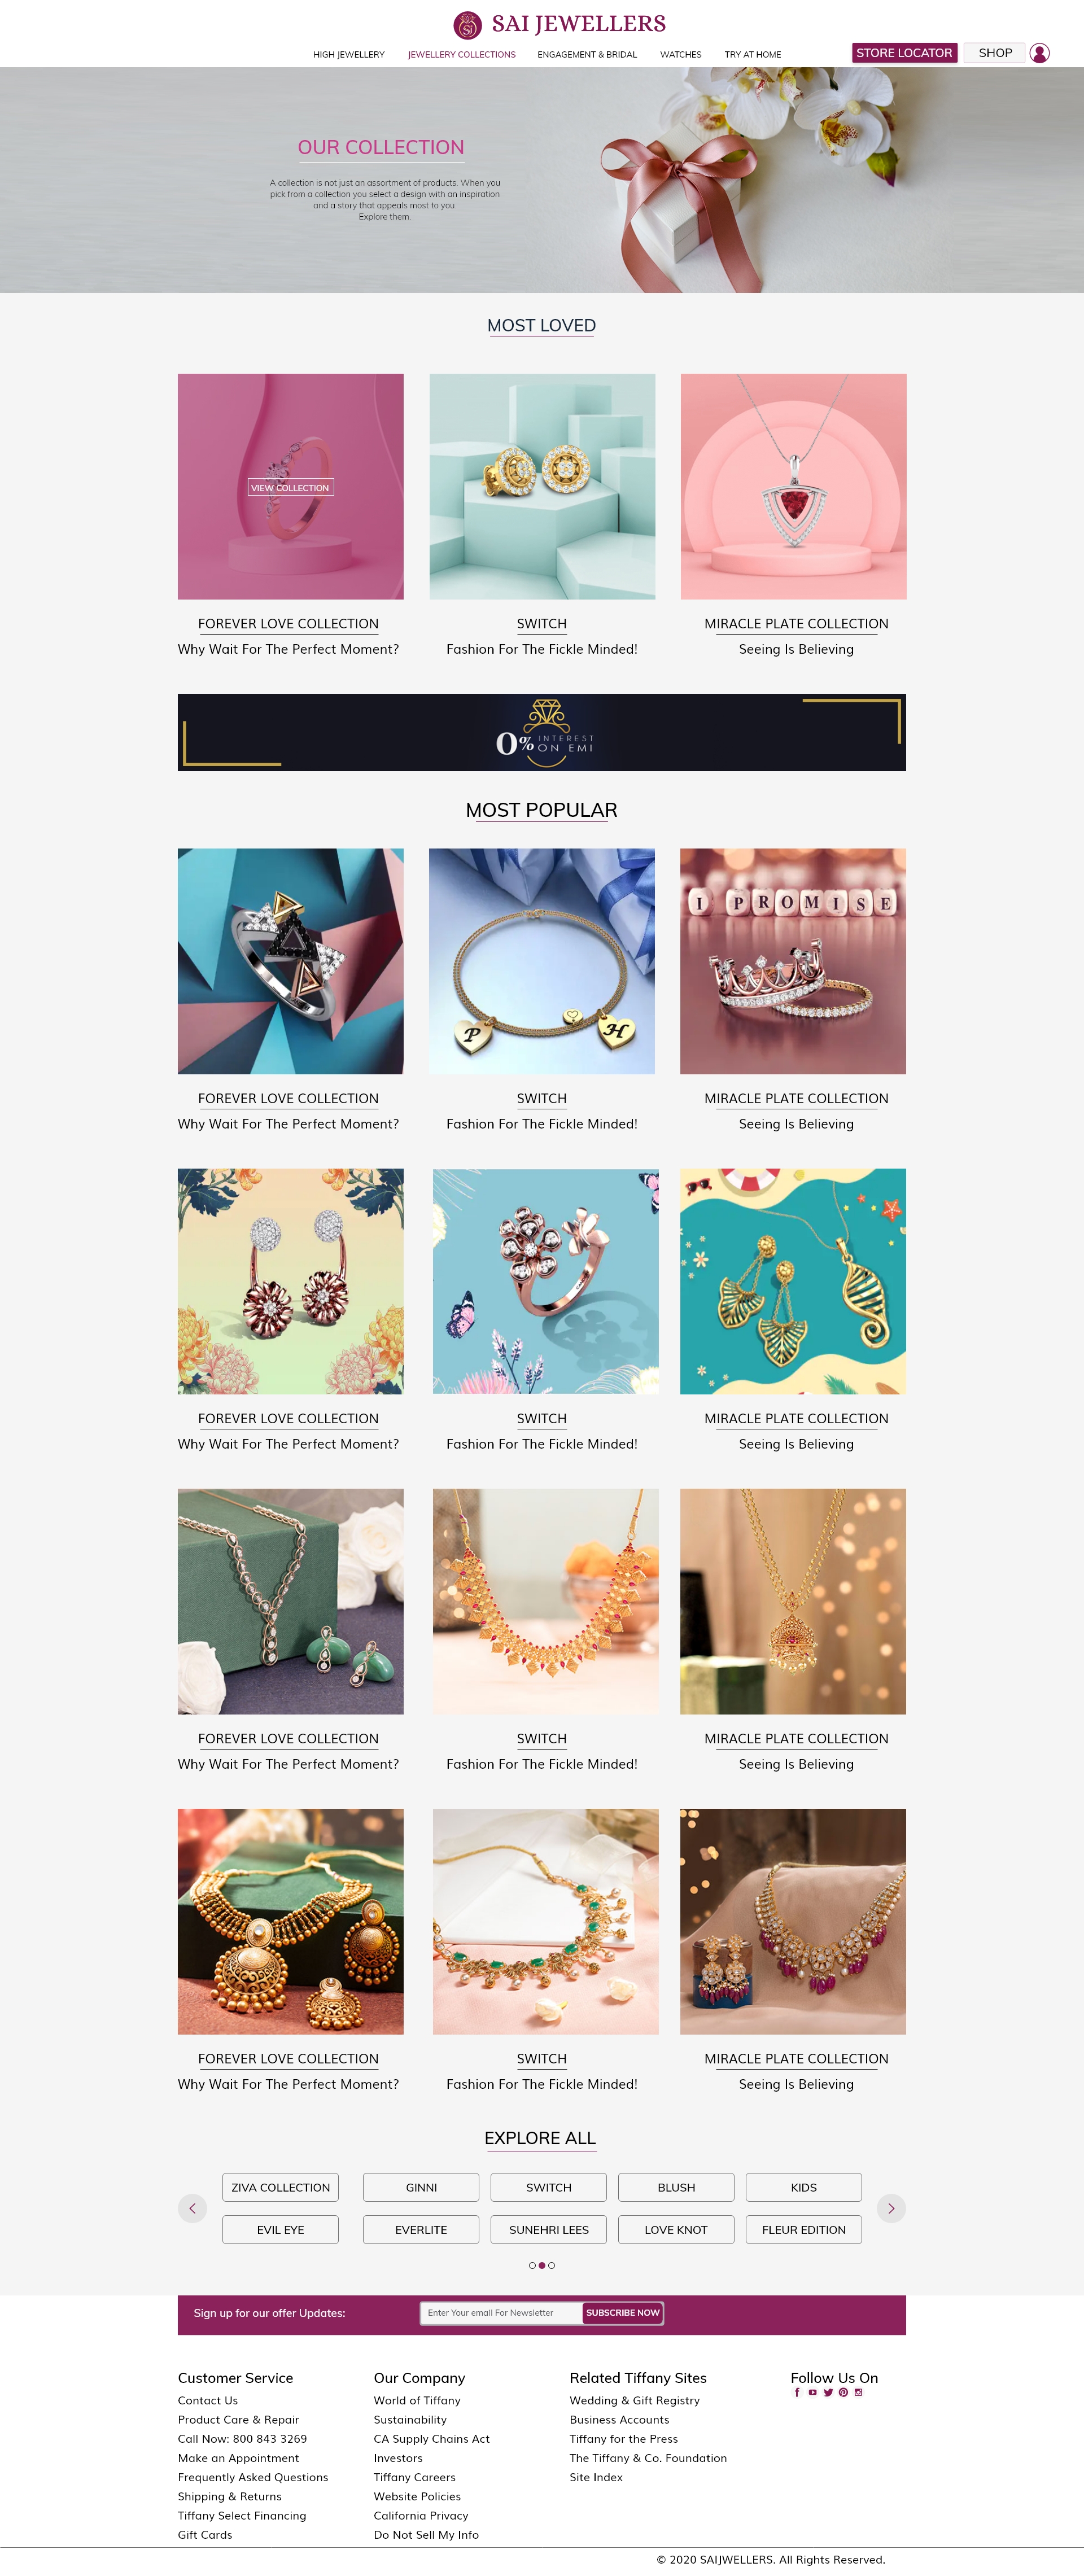 SAI JEWELLERS
HIGH JEWELLERY JEWELLERY COLLECTIONS ENGAGEMENT & BRIDAL WATCHES TRY AT HOME STORE LOCATOR SHOP
OUR COLLECTION
A collection is not just an assortment of products. When you
pick from a collection you select a design with an inspiration
and a story that appeals most to you.
Explore them.
MOST LOVED
VIEW COLLECTION
FOREVER LOVE COLLECTION SWITCH MIRACLE PLATE COLLECTION
Why Wait For The Perfect Moment? Fashion For The Fickle Minded! Seeing Is Believing
0% INTEREST
ON EMI
MOST POPULAR
I PROMISE
P H
FOREVER LOVE COLLECTION SWITCH MIRACLE PLATE COLLECTION
Why Wait For The Perfect Moment? Fashion For The Fickle Minded! Seeing Is Believing
FOREVER LOVE COLLECTION SWITCH MIRACLE PLATE COLLECTION
Why Wait For The Perfect Moment? Fashion For The Fickle Minded! Seeing Is Believing
FOREVER LOVE COLLECTION SWITCH MIRACLE PLATE COLLECTION
Why Wait For The Perfect Moment? Fashion For The Fickle Minded! Seeing Is Believing
FOREVER LOVE COLLECTION SWITCH MIRACLE PLATE COLLECTION
Why Wait For The Perfect Moment? Fashion For The Fickle Minded! Seeing Is Believing
EXPLORE ALL
ZIVA COLLECTION GINNI SWITCH BLUSH KIDS
EVIL EYE EVERLITE SUNEHRI LEES LOVE KNOT FLEUR EDITION
Sign up for our offer Updates: Enter Your email For Newsletter SUBSCRIBE NOW
Customer Service
Contact Us
Product Care & Repair
Call Now: 800 843 3269
Make an Appointment
Frequently Asked Questions
Shipping & Returns
Tiffany Select Financing
Gift Cards
Our Company
World of Tiffany
Sustainability
CA Supply Chains Act
Investors
Tiffany Careers
Website Policies
California Privacy
Do Not Sell My Info
Related Tiffany Sites
Wedding & Gift Registry
Business Accounts
Tiffany for the Press
The Tiffany & Co. Foundation
Site Index
Follow Us On
© 2020 SAIJWELLERS. All Rights Reserved.